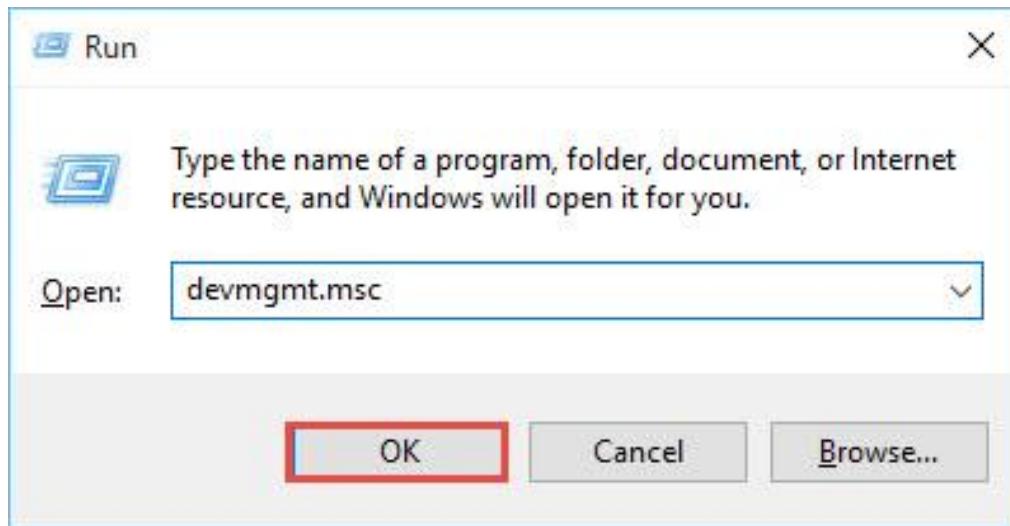 Run
Type the name of a program, folder, document, or Internet
resource, and Windows will open it for you.
Open: devmgmt.msc
OK Cancel Browse...